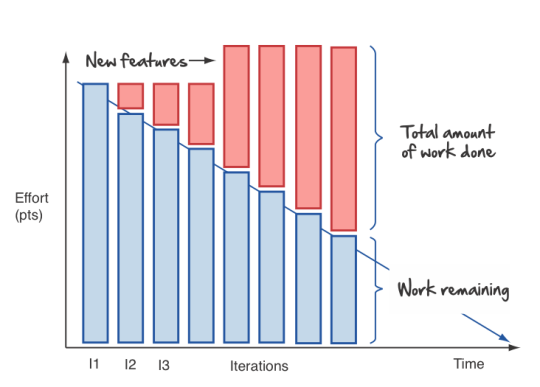 New features
Total amount
of work done
Effort
(pts)
Work remaining
I1 I2 I3 Iterations Time